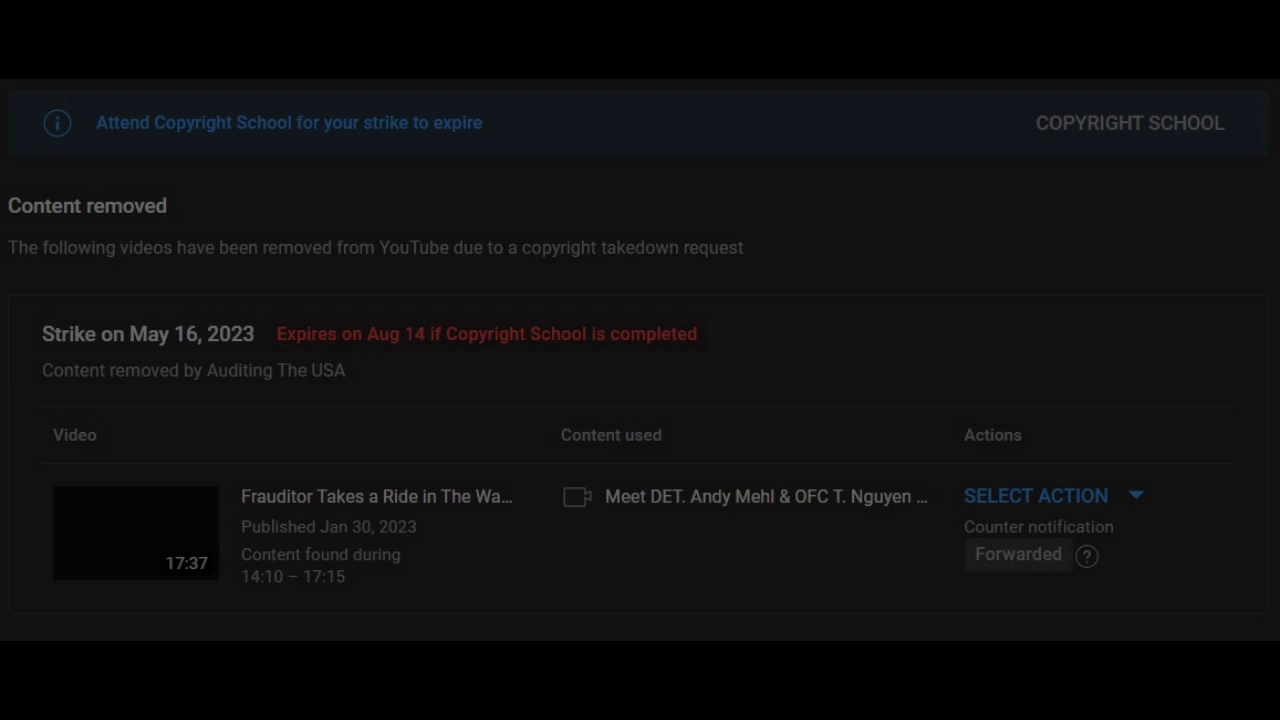 Attend Copyright School for your strike to expire COPYRIGHT SCHOOL
Content removed
The following videos have been removed from YouTube due to a copyright takedown request
Strike on May 16, 2023 Expires on Aug 14 if Copyright School is completed
Content removed by Auditing The USA
Video Content used Actions
Frauditor Takes a Ride in The Wa... Meet DET. Andy Mehl & OFC T. Nguyen ... SELECT ACTION
Published Jan 30, 2023 Counter notification
Content found during Forwarded ?
17:37 14:10 – 17:15